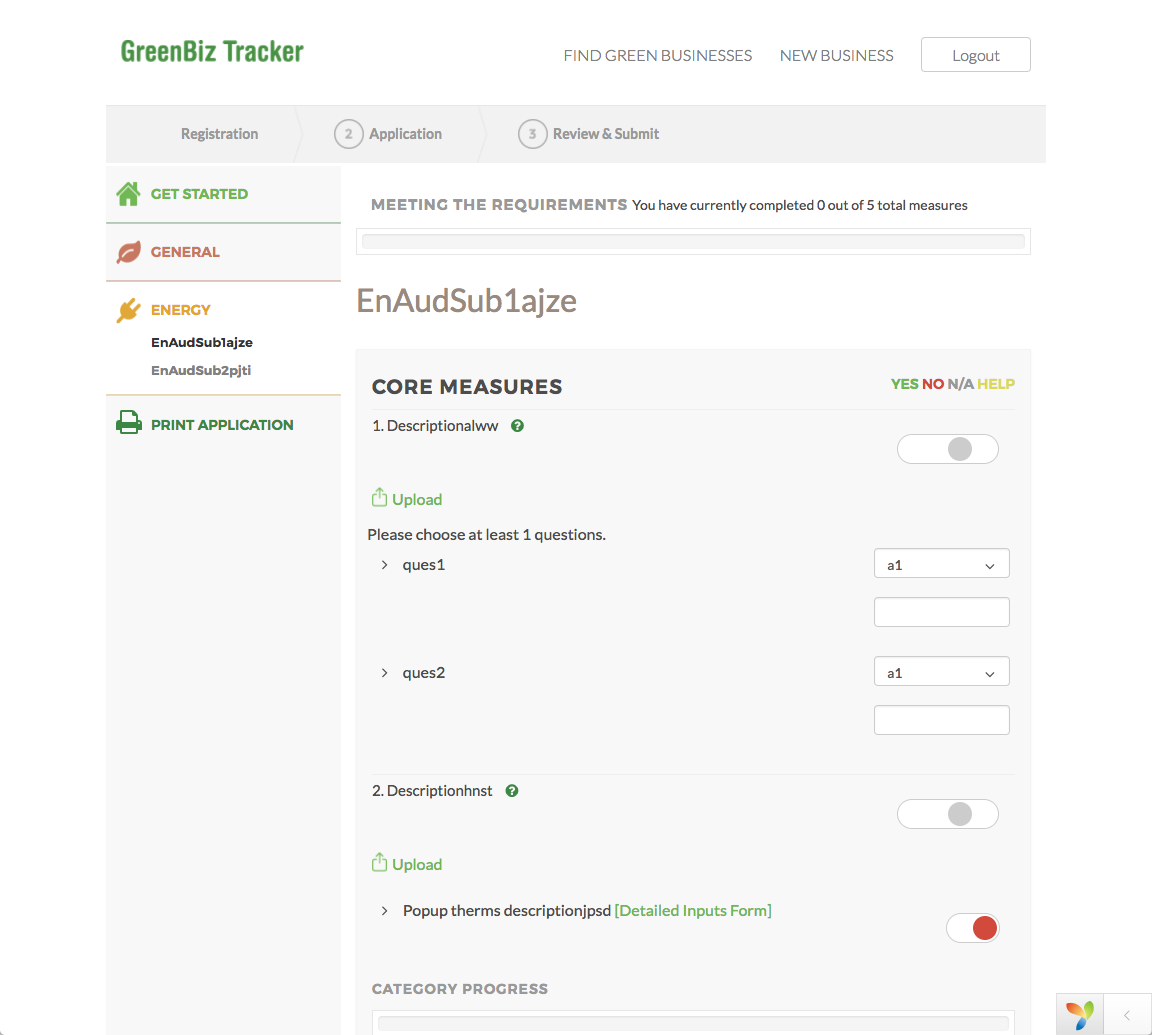 GreenBiz Tracker
FIND GREEN BUSINESSES NEW BUSINESS Logout
Registration 2 Application 3 Review & Submit
GET STARTED
GENERAL
ENERGY
EnAudSub1ajze
EnAudSub2pjti
PRINT APPLICATION
MEETING THE REQUIREMENTS You have currently completed 0 out of 5 total measures
EnAudSub1ajze
CORE MEASURES YES NO N/A HELP
1. Descriptionalww ?
Upload
Please choose at least 1 questions.
ques1 a1
ques2 a1
2. Descriptionhnst ?
Upload
Popup therms descriptionjpsd [Detailed Inputs Form]
CATEGORY PROGRESS